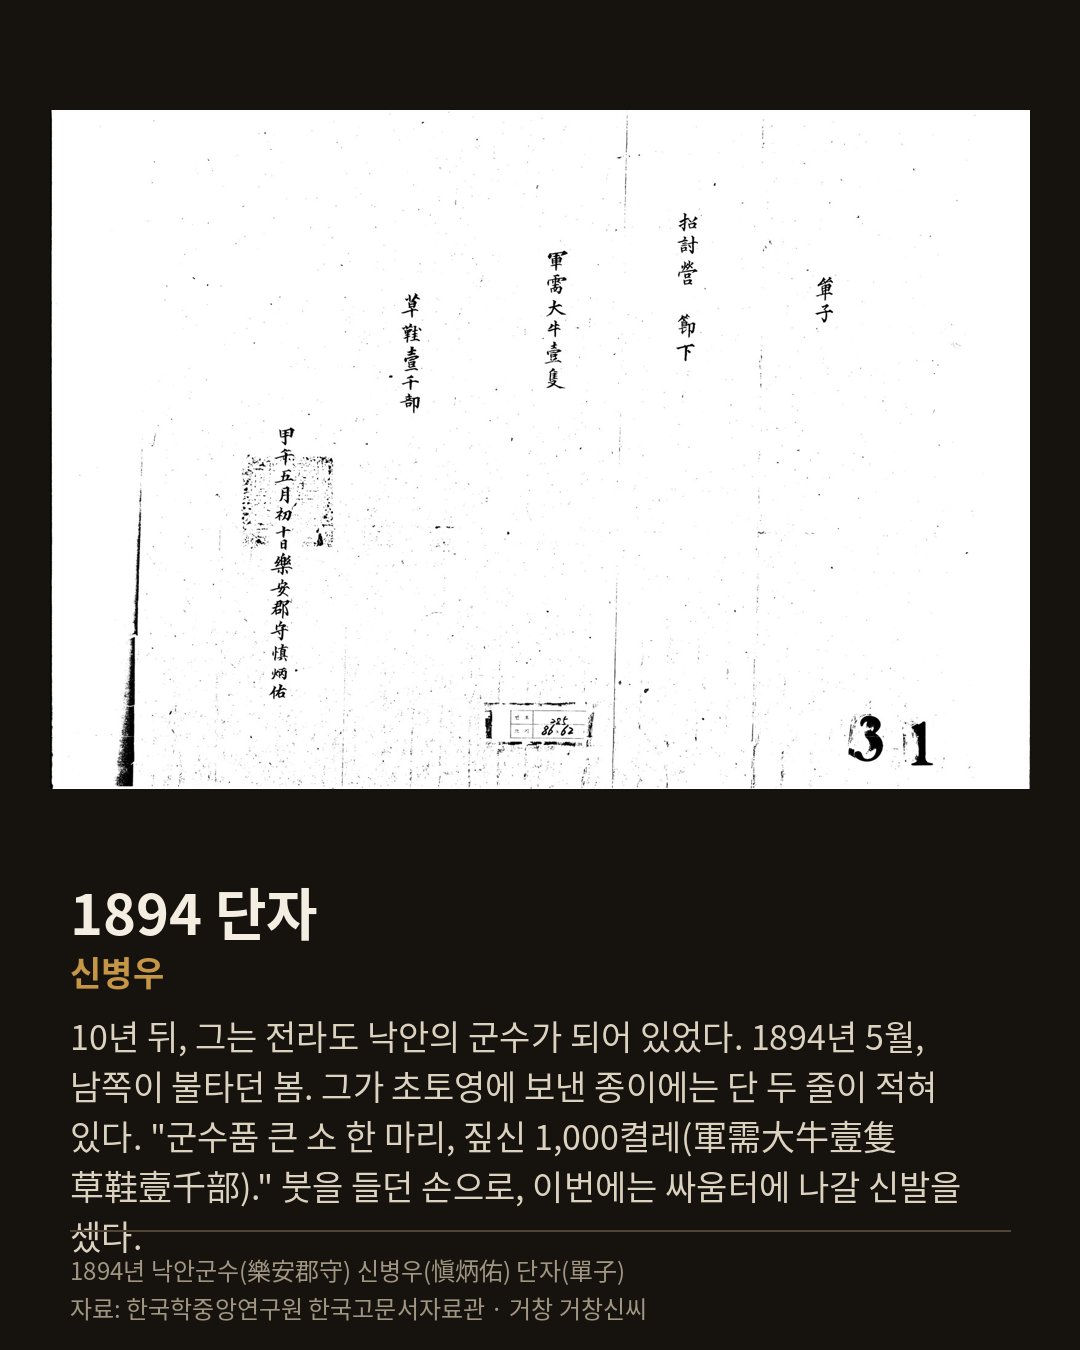 單子
招討營 節下
軍需大牛壹隻
草鞋壹千部
甲午五月初十日樂安郡守愼炳佑
285
86.62
31
1894 단자
신병우
10년 뒤, 그는 전라도 낙안의 군수가 되어 있었다. 1894년 5월,
남쪽이 불타던 봄. 그가 초토영에 보낸 종이에는 단 두 줄이 적혀
있다. "군수품 큰 소 한 마리, 짚신 1,000켤레(軍需大牛壹隻
草鞋壹千部)." 붓을 들던 손으로, 이번에는 싸움터에 나갈 신발을
셌다.
1894년 낙안군수(樂安郡守) 신병우(愼炳佑) 단자(單子)
자료: 한국학중앙연구원 한국고문서자료관 · 거창 거창신씨